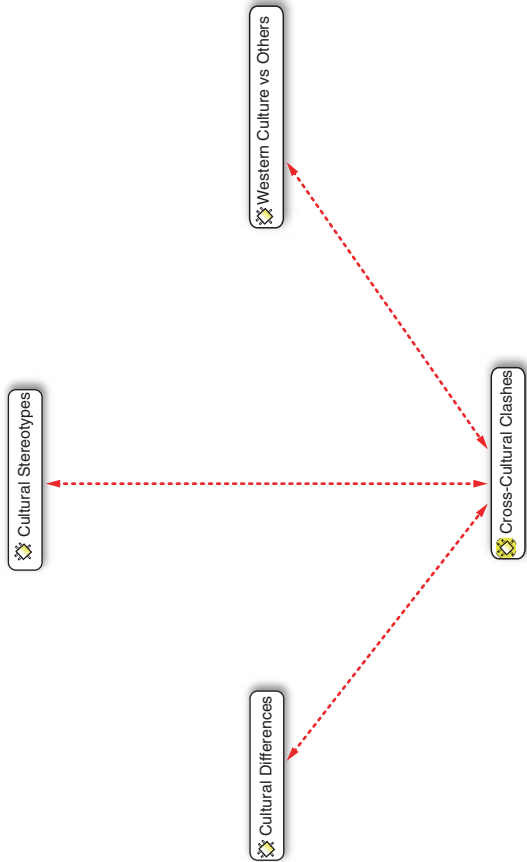 Cultural Stereotypes
Cultural Differences
Western Culture vs Others
Cross-Cultural Clashes